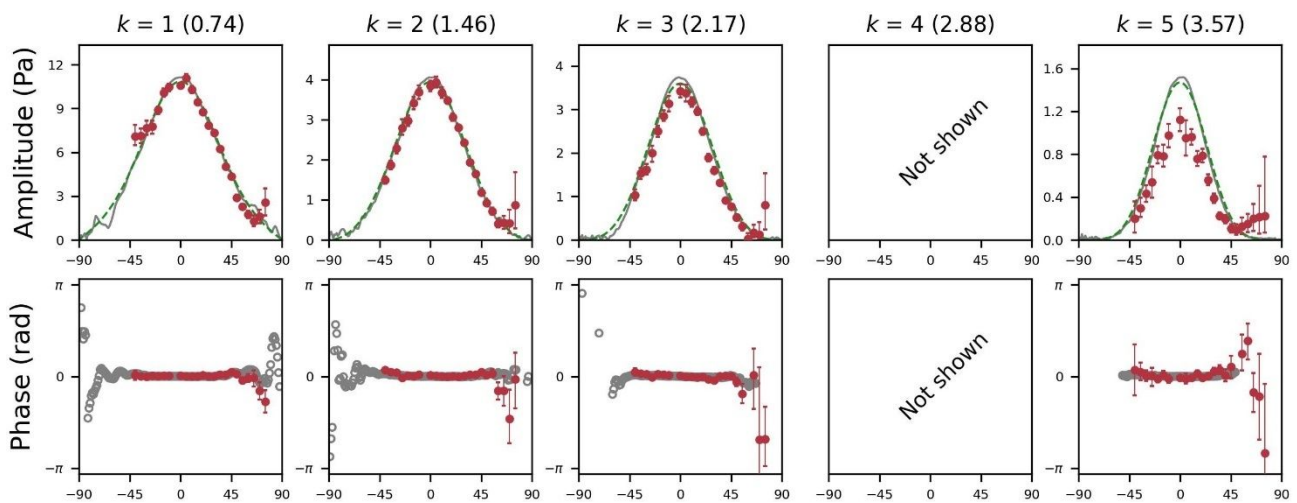 k = 1 (0.74) k = 2 (1.46) k = 3 (2.17) k = 4 (2.88) k = 5 (3.57)
Amplitude (Pa)
12
9
6
3
0
−90 −45 0 45 90
4
3
2
1
0
−90 −45 0 45 90
4
3
2
1
0
−90 −45 0 45 90
Not shown
−90 −45 0 45 90
1.6
1.2
0.8
0.4
0.0
−90 −45 0 45 90
Phase (rad)
π
0
−π
−90 −45 0 45 90
π
0
−π
−90 −45 0 45 90
π
0
−π
−90 −45 0 45 90
Not shown
−90 −45 0 45 90
π
0
−π
−90 −45 0 45 90